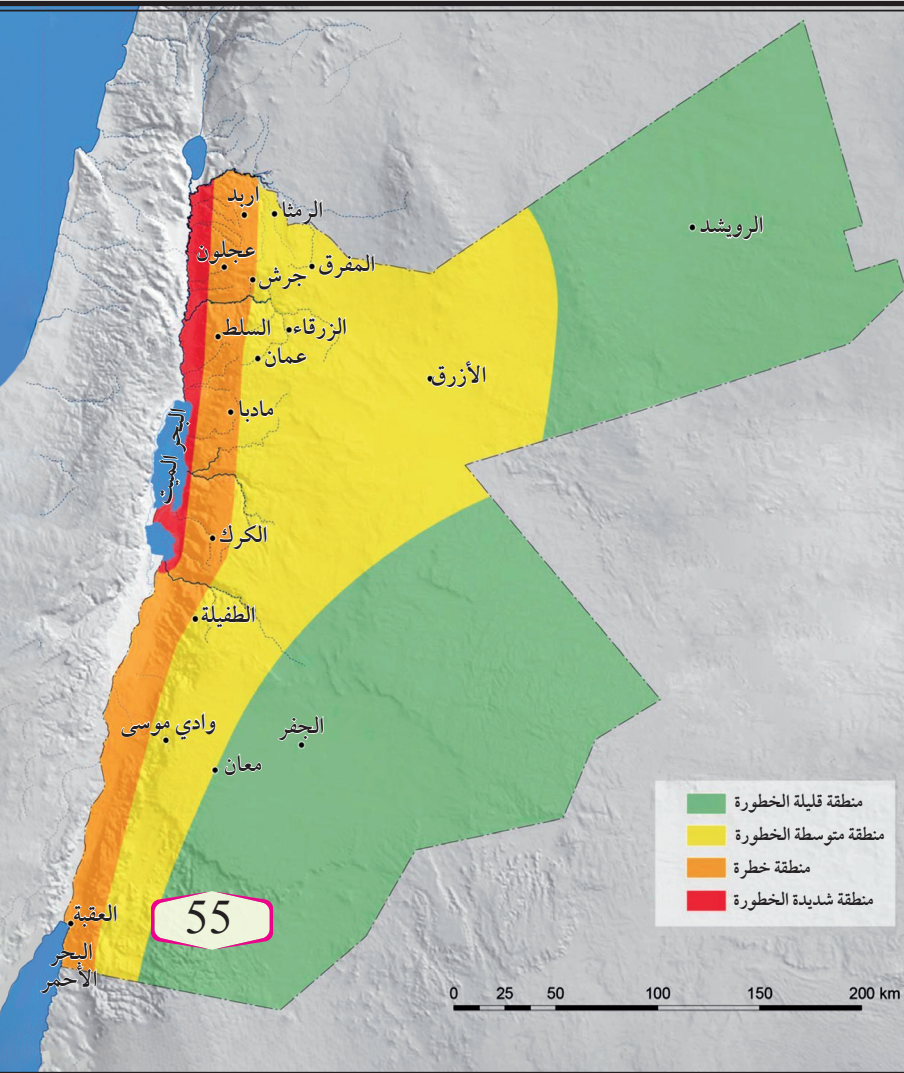 الرويشد
اربد
الرمثا
عجلون
المفرق
جرش
السلط
الزرقاء
عمان
الأزرق
مادبا
البحر الميت
الكرك
الطفيلة
وادي موسى
الجفر
معان
منطقة قليلة الخطورة
منطقة متوسطة الخطورة
منطقة خطرة
منطقة شديدة الخطورة
العقبة
55
البحر
الأحمر
0 25 50 100 150 200 km